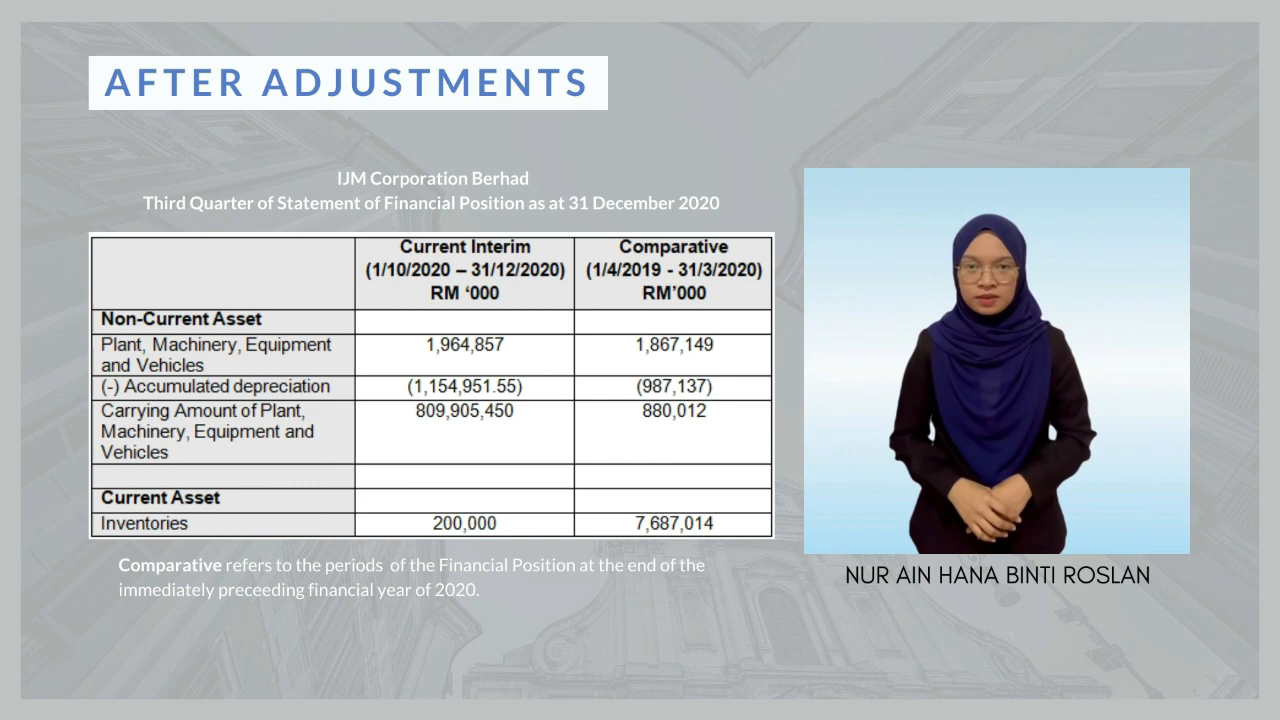 AFTER ADJUSTMENTS
IJM Corporation Berhad
Third Quarter of Statement of Financial Position as at 31 December 2020
Current Interim
(1/10/2020 – 31/12/2020)
RM ‘000
Comparative
(1/4/2019 - 31/3/2020)
RM’000
Non-Current Asset
Plant, Machinery, Equipment
and Vehicles
1,964,857
1,867,149
(-) Accumulated depreciation
(1,154,951.55)
(987,137)
Carrying Amount of Plant,
Machinery, Equipment and
Vehicles
809,905,450
880,012
Current Asset
Inventories
200,000
7,687,014
Comparative refers to the periods of the Financial Position at the end of the
immediately preceeding financial year of 2020.
NUR AIN HANA BINTI ROSLAN